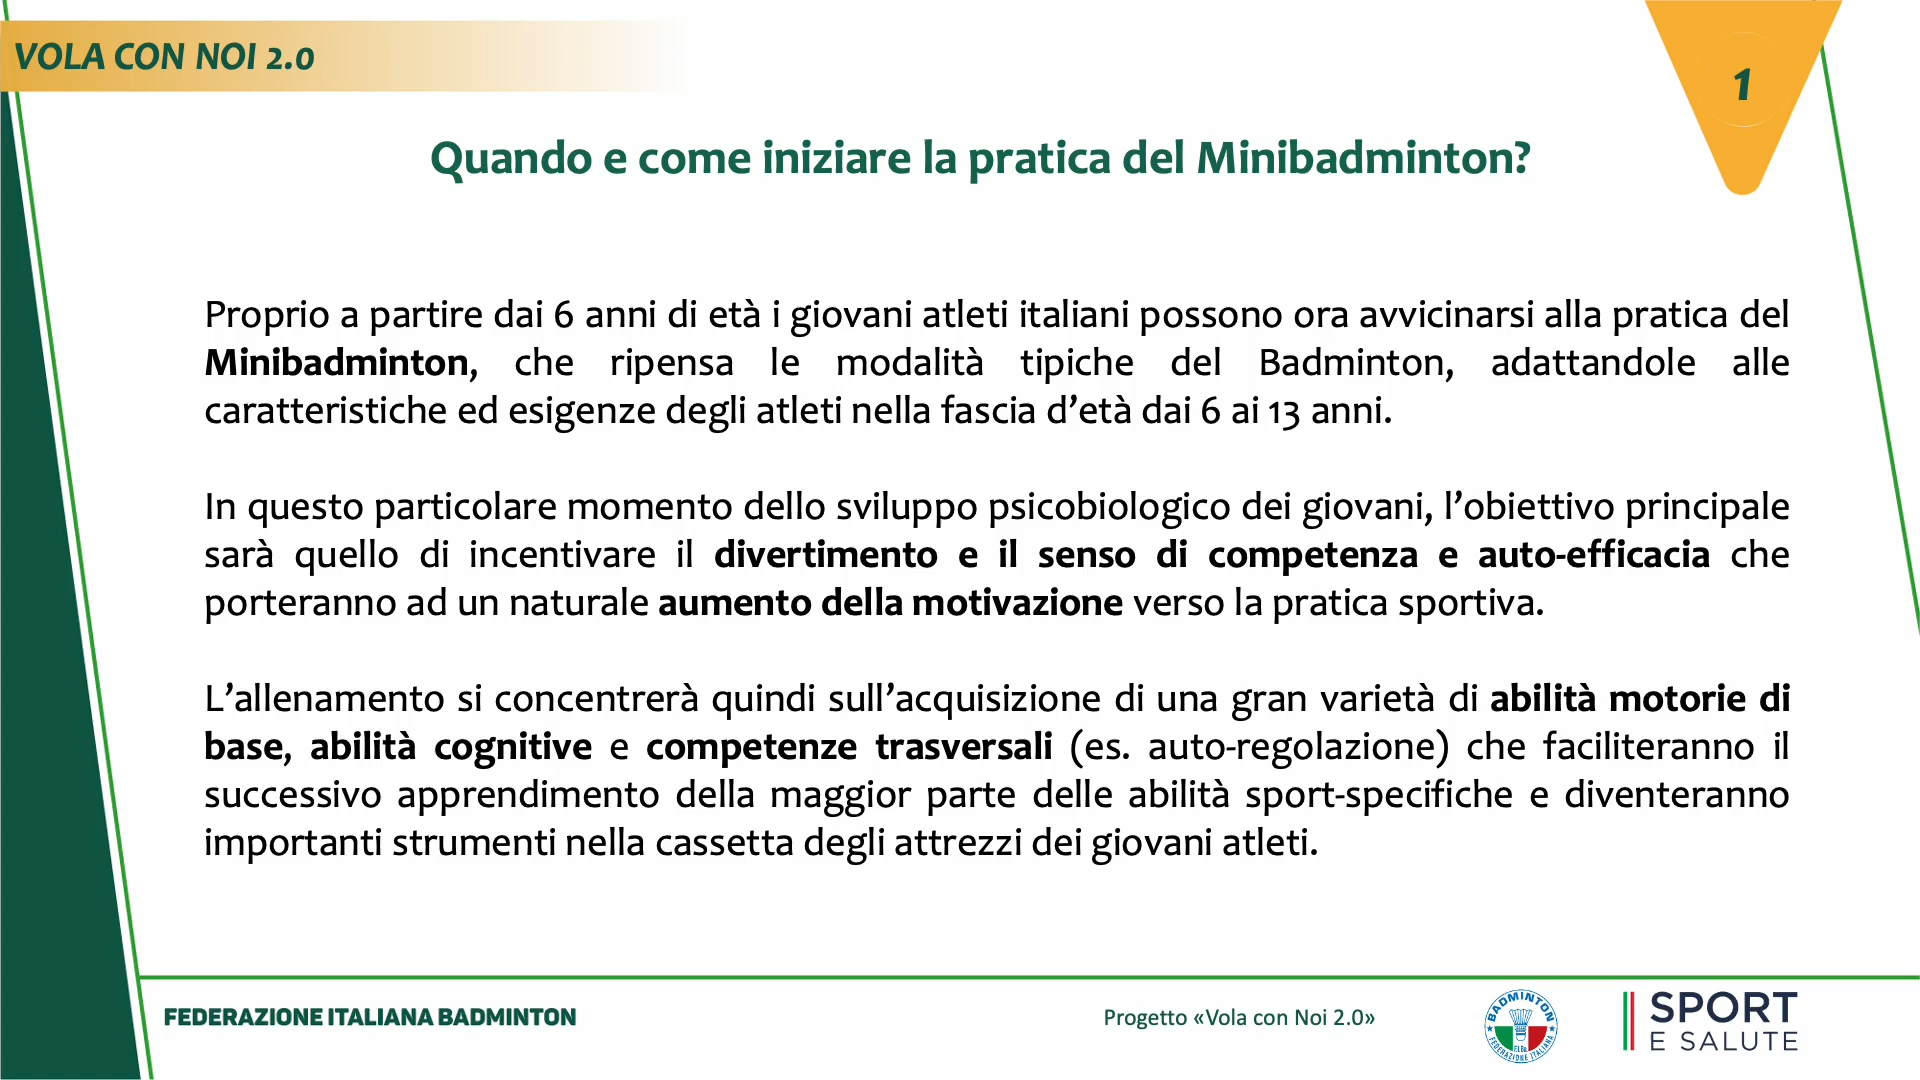 VOLA CON NOI 2.0
1
Quando e come iniziare la pratica del Minibadminton?
Proprio a partire dai 6 anni di età i giovani atleti italiani possono ora avvicinarsi alla pratica del
Minibadminton, che ripensa le modalità tipiche del Badminton, adattandole alle
caratteristiche ed esigenze degli atleti nella fascia d’età dai 6 ai 13 anni.
In questo particolare momento dello sviluppo psicobiologico dei giovani, l’obiettivo principale
sarà quello di incentivare il divertimento e il senso di competenza e auto-efficacia che
porteranno ad un naturale aumento della motivazione verso la pratica sportiva.
L’allenamento si concentrerà quindi sull’acquisizione di una gran varietà di abilità motorie di
base, abilità cognitive e competenze trasversali (es. auto-regolazione) che faciliteranno il
successivo apprendimento della maggior parte delle abilità sport-specifiche e diventeranno
importanti strumenti nella cassetta degli attrezzi dei giovani atleti.
FEDERAZIONE ITALIANA BADMINTON
Progetto «Vola con Noi 2.0»
BADMINTON
F.I.Ba.
FEDERAZIONE ITALIANA
SPORT
E SALUTE